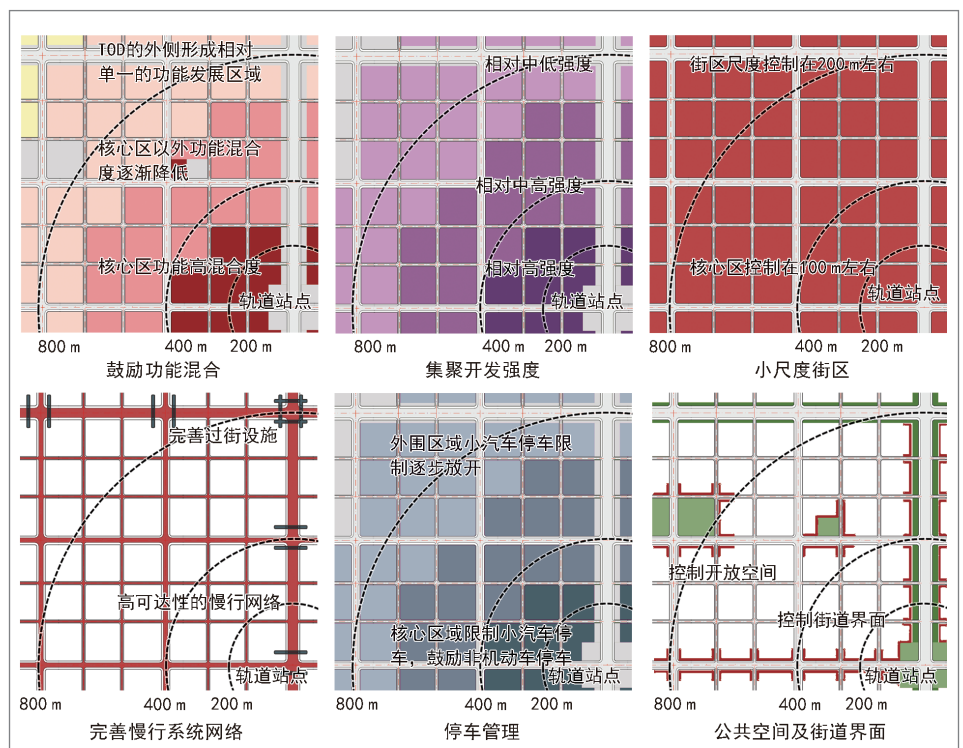 TOD的外侧形成相对
单一的功能发展区域
核心区以外功能混合
度逐渐降低
核心区功能高混合度
轨道站点
800 m
400 m
200 m
鼓励功能混合
相对中低强度
相对中高强度
相对高强度
轨道站点
800 m
400 m
200 m
集聚开发强度
街区尺度控制在200 m左右
核心区控制在100 m左右
轨道站点
800 m
400 m
200 m
小尺度街区
完善过街设施
高可达性的慢行网络
轨道站点
800 m
400 m
200 m
完善慢行系统网络
外围区域小汽车停车限
制逐步放开
核心区域限制小汽车停
车，鼓励非机动车停车
轨道站点
800 m
400 m
200 m
停车管理
控制开放空间
控制街道界面
轨道站点
800 m
400 m
200 m
公共空间及街道界面